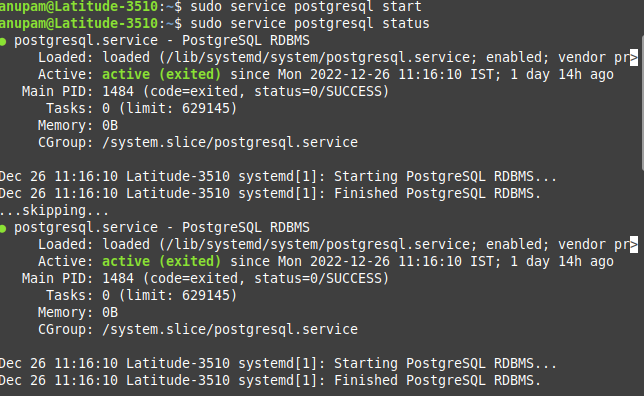 anupam@Latitude-3510:~$ sudo service postgresql start
anupam@Latitude-3510:~$ sudo service postgresql status
● postgresql.service - PostgreSQL RDBMS
Loaded: loaded (/lib/systemd/system/postgresql.service; enabled; vendor pr>
Active: active (exited) since Mon 2022-12-26 11:16:10 IST; 1 day 14h ago
Main PID: 1484 (code=exited, status=0/SUCCESS)
Tasks: 0 (limit: 629145)
Memory: 0B
CGroup: /system.slice/postgresql.service

Dec 26 11:16:10 Latitude-3510 systemd[1]: Starting PostgreSQL RDBMS...
Dec 26 11:16:10 Latitude-3510 systemd[1]: Finished PostgreSQL RDBMS.
...skipping...
● postgresql.service - PostgreSQL RDBMS
Loaded: loaded (/lib/systemd/system/postgresql.service; enabled; vendor pr>
Active: active (exited) since Mon 2022-12-26 11:16:10 IST; 1 day 14h ago
Main PID: 1484 (code=exited, status=0/SUCCESS)
Tasks: 0 (limit: 629145)
Memory: 0B
CGroup: /system.slice/postgresql.service

Dec 26 11:16:10 Latitude-3510 systemd[1]: Starting PostgreSQL RDBMS...
Dec 26 11:16:10 Latitude-3510 systemd[1]: Finished PostgreSQL RDBMS.